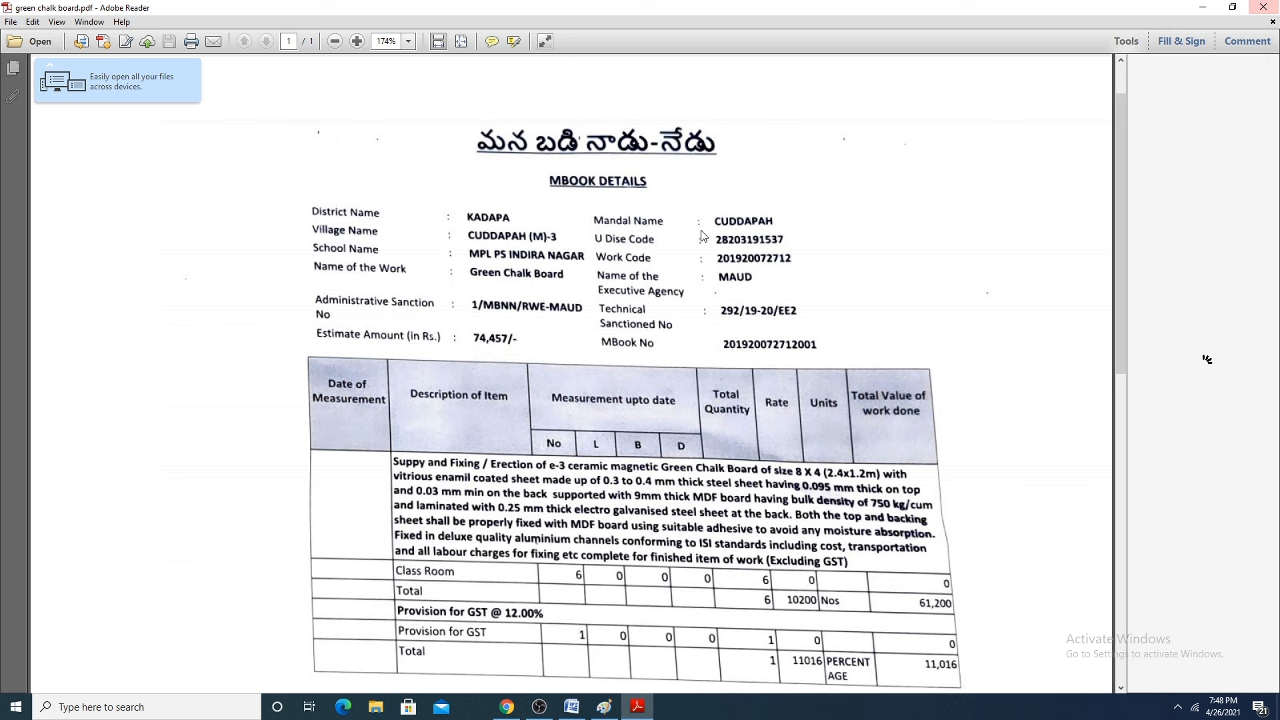 green chalk board.pdf - Adobe Reader
File Edit View Window Help
Open 1 / 1 174% Tools Fill & Sign Comment
Easily open all your files
across devices.
మన బడి నాడు-నేడు
MBOOK DETAILS
District Name : KADAPA Mandal Name : CUDDAPAH
Village Name : CUDDAPAH (M)-3 U Dise Code : 28203191537
School Name : MPL PS INDIRA NAGAR Work Code : 201920072712
Name of the Work : Green Chalk Board Name of the Executive Agency : MAUD
Administrative Sanction No : 1/MBNN/RWE-MAUD Technical Sanctioned No : 292/19-20/EE2
Estimate Amount (in Rs.) : 74,457/- MBook No 201920072712001
Date of Measurement Description of Item Measurement upto date Total Quantity Rate Units Total Value of work done
No L B D
Suppy and Fixing / Erection of e-3 ceramic magnetic Green Chalk Board of size 8 X 4 (2.4x1.2m) with
vitrious enamil coated sheet made up of 0.3 to 0.4 mm thick steel sheet having 0.095 mm thick on top
and 0.03 mm min on the back supported with 9mm thick MDF board having bulk density of 750 kg/cum
and laminated with 0.25 mm thick electro galvanised steel sheet at the back. Both the top and backing
sheet shall be properly fixed with MDF board using suitable adhesive to avoid any moisture absorption.
Fixed in deluxe quality aluminium channels conforming to ISI standards including cost, transportation
and all labour charges for fixing etc complete for finished item of work (Excluding GST)
Class Room 6 0 0 0 6 0 0
Total 6 10200 Nos 61,200
Provision for GST @ 12.00%
Provision for GST 1 0 0 0 1 0 0
Total 1 11016 PERCENTAGE 11,016
Activate Windows
Go to Settings to activate Windows.
Type here to search
7:48 PM
4/26/2021